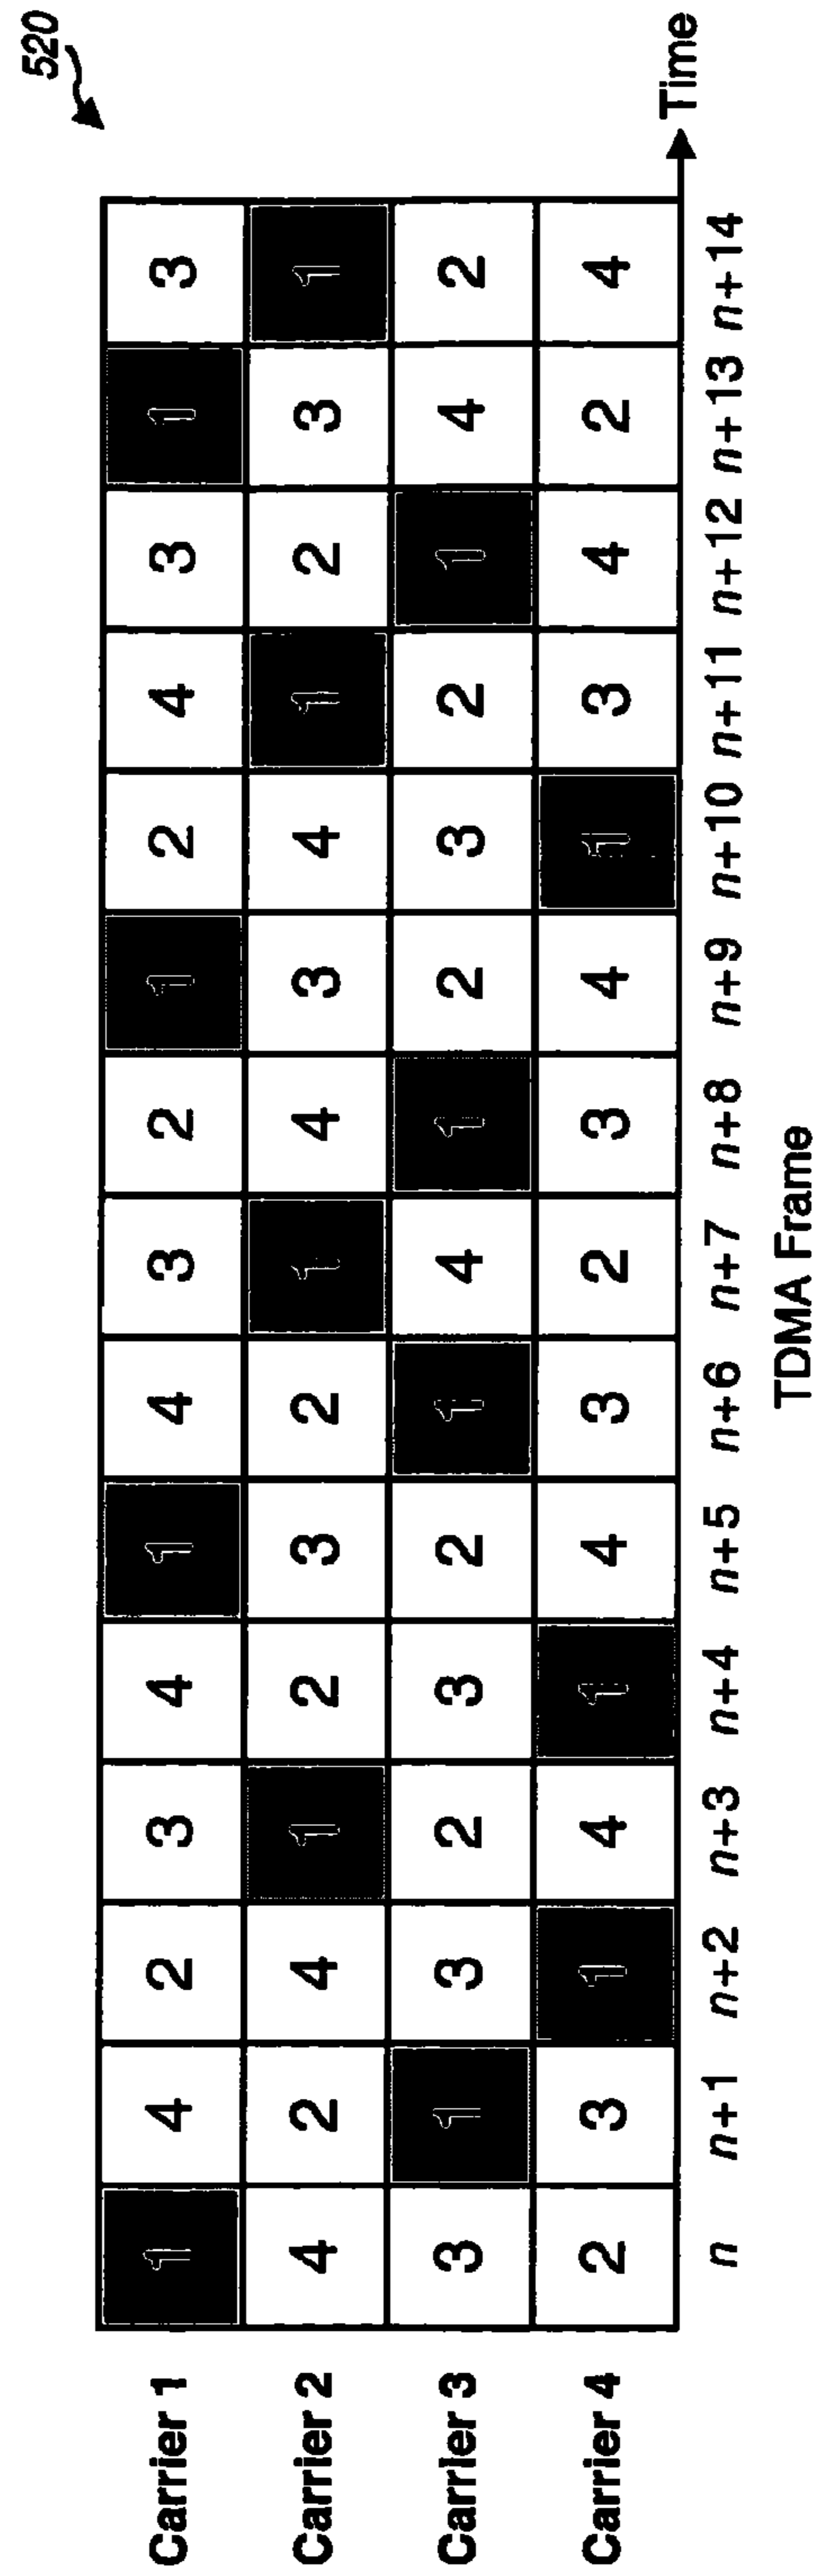 520
Carrier 1 1 4 2 3 4 1 4 3 2 1 2 4 3 1 3
Carrier 2 4 2 4 1 2 3 2 1 4 3 4 1 2 3 1
Carrier 3 3 1 3 2 3 2 1 4 1 2 3 2 1 4 2
Carrier 4 2 3 1 4 1 4 3 2 3 4 1 3 4 2 4
Time
n n+1 n+2 n+3 n+4 n+5 n+6 n+7 n+8 n+9 n+10 n+11 n+12 n+13 n+14
TDMA Frame